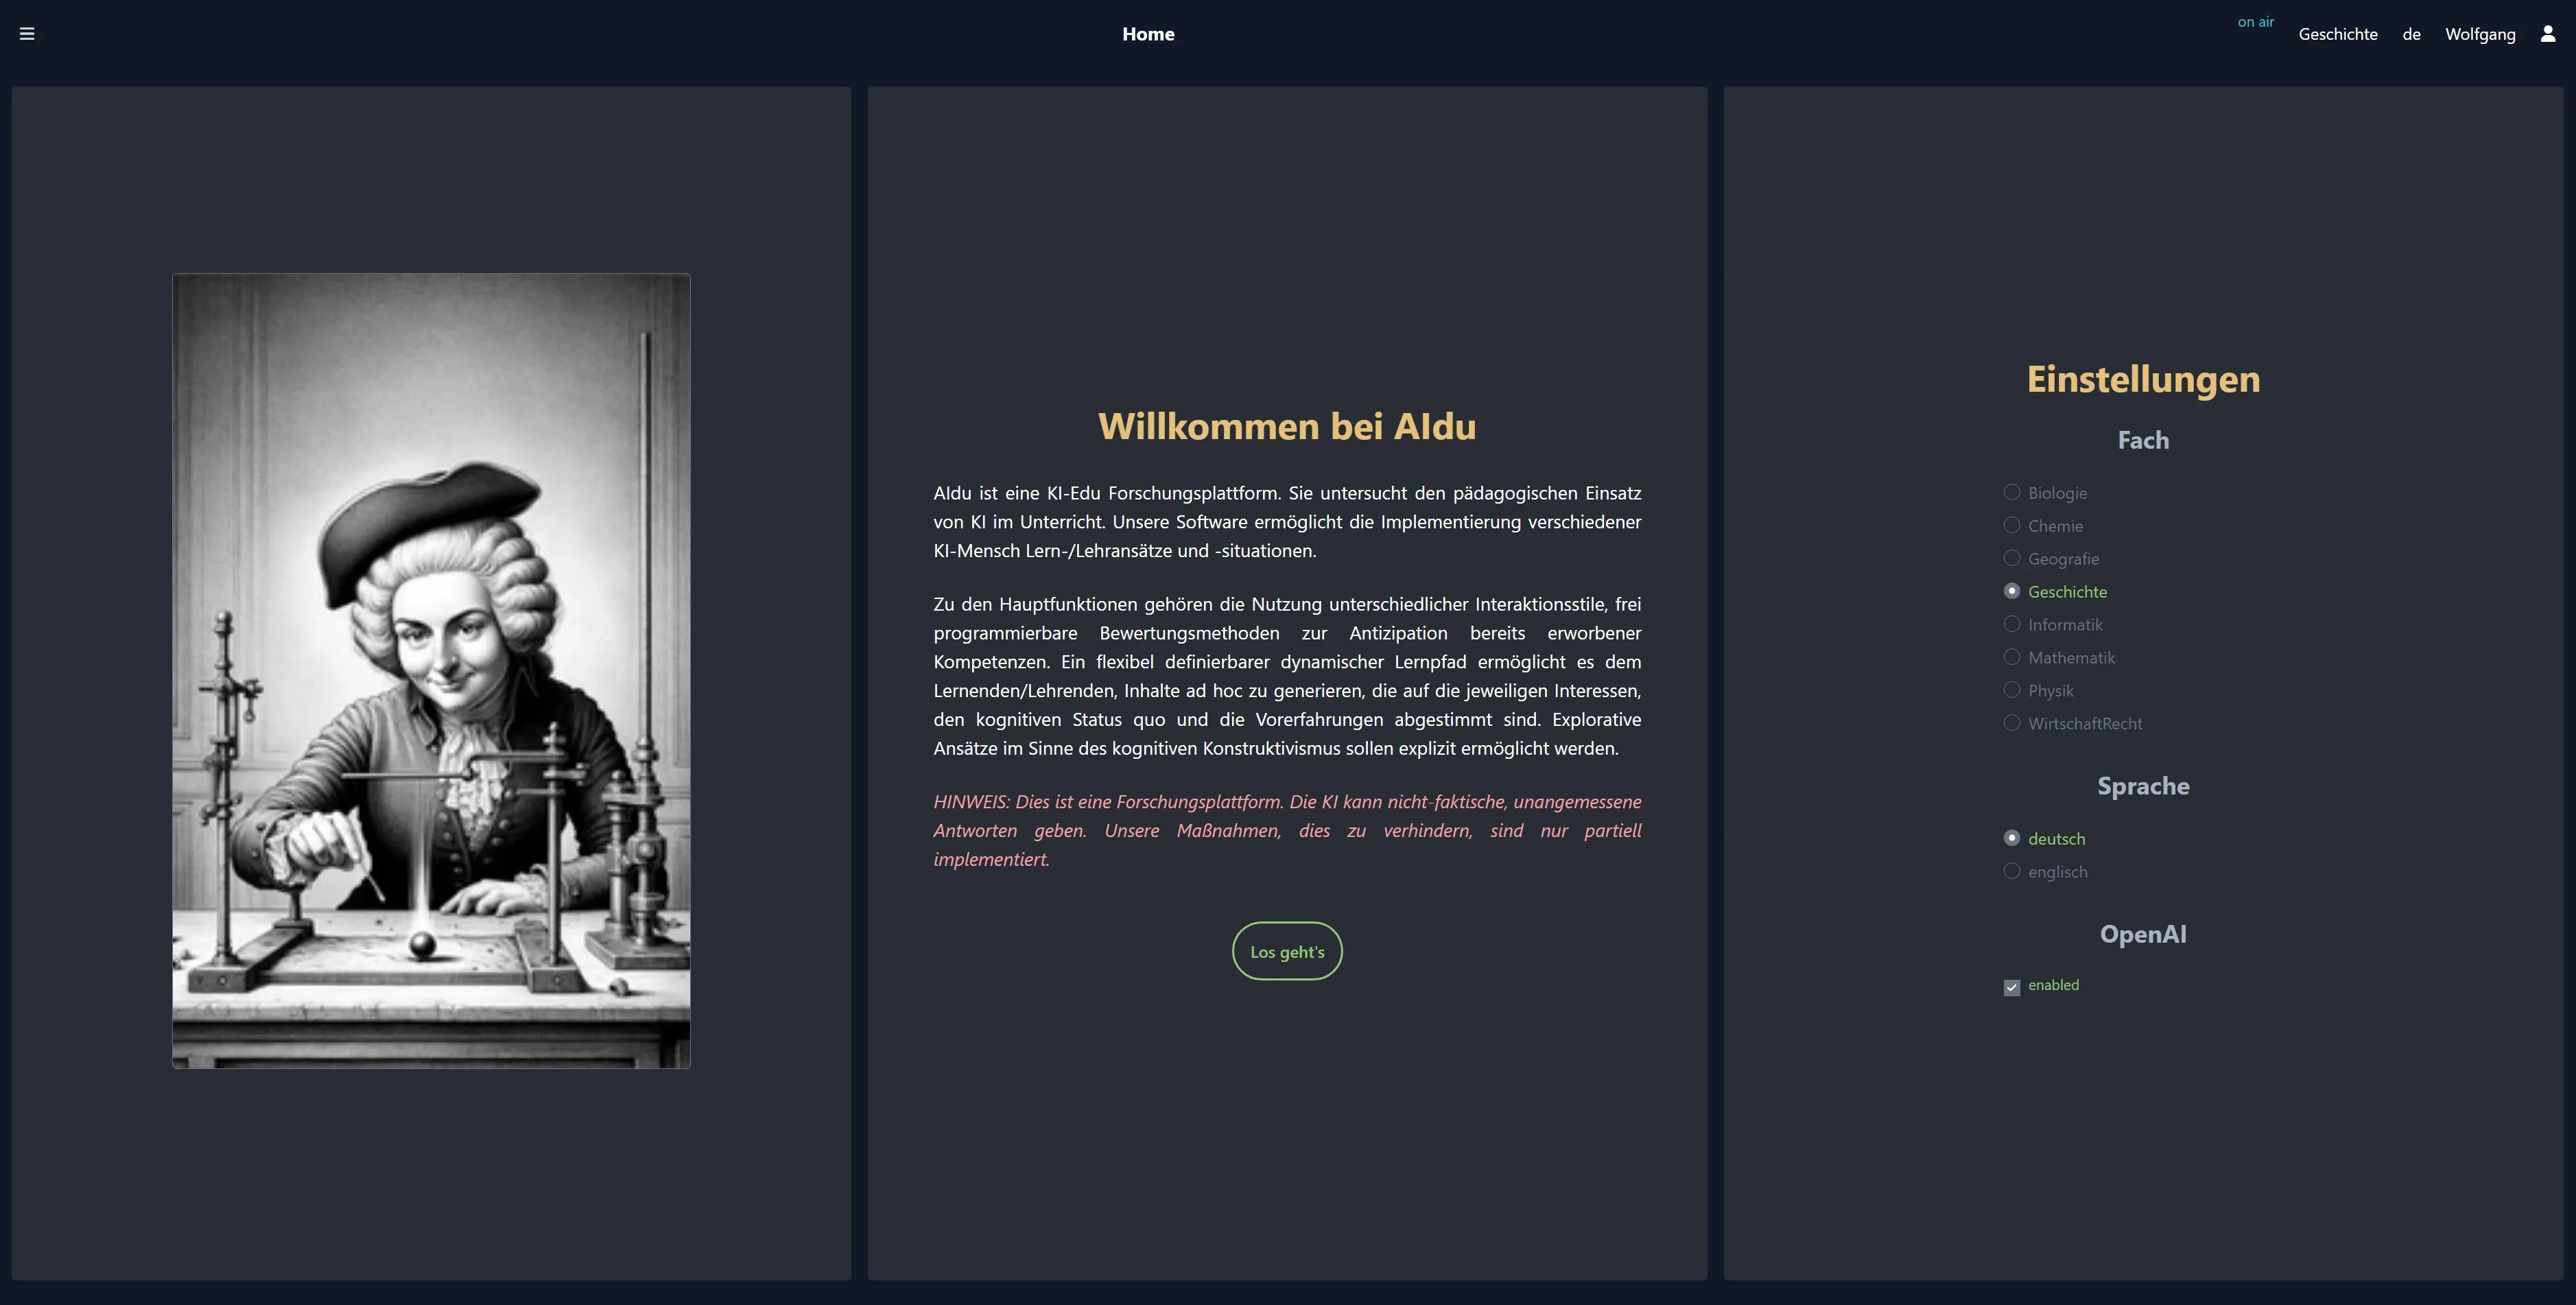 Home
on air
Geschichte
de
Wolfgang
Willkommen bei AIdu
AIdu ist eine KI-Edu Forschungsplattform. Sie untersucht den pädagogischen Einsatz
von KI im Unterricht. Unsere Software ermöglicht die Implementierung verschiedener
KI-Mensch Lern-/Lehransätze und -situationen.
Zu den Hauptfunktionen gehören die Nutzung unterschiedlicher Interaktionsstile, frei
programmierbare Bewertungsmethoden zur Antizipation bereits erworbener
Kompetenzen. Ein flexibel definierbarer dynamischer Lernpfad ermöglicht es dem
Lernenden/Lehrenden, Inhalte ad hoc zu generieren, die auf die jeweiligen Interessen,
den kognitiven Status quo und die Vorerfahrungen abgestimmt sind. Explorative
Ansätze im Sinne des kognitiven Konstruktivismus sollen explizit ermöglicht werden.
HINWEIS: Dies ist eine Forschungsplattform. Die KI kann nicht-faktische, unangemessene
Antworten geben. Unsere Maßnahmen, dies zu verhindern, sind nur partiell
implementiert.
Los geht's
Einstellungen
Fach
Biologie
Chemie
Geografie
Geschichte
Informatik
Mathematik
Physik
WirtschaftRecht
Sprache
deutsch
englisch
OpenAI
enabled